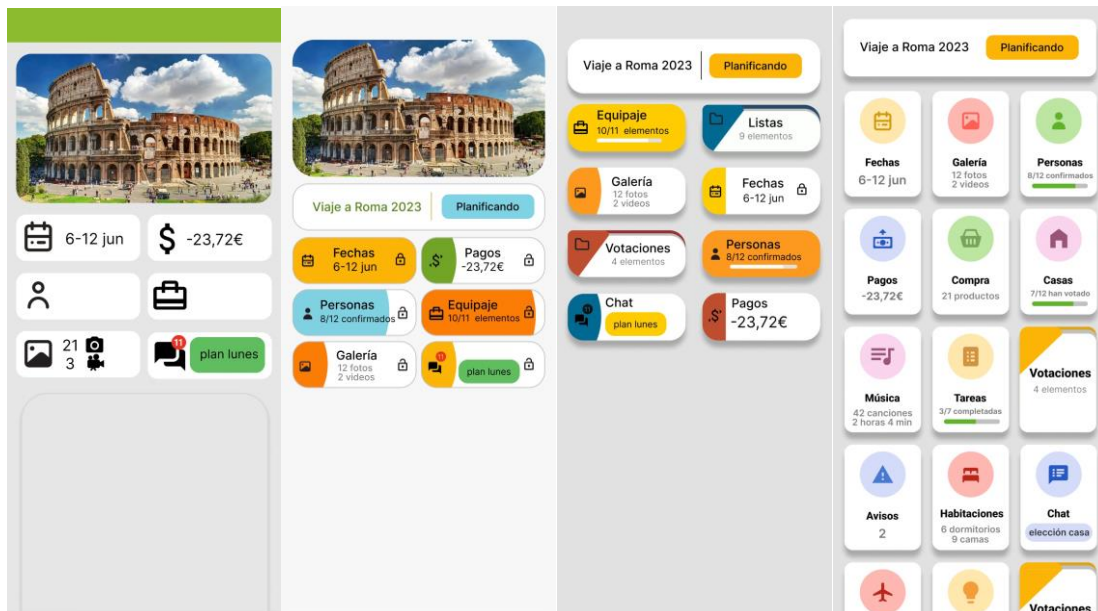 6-12 jun
$ -23,72€
21
3
11
plan lunes
Viaje a Roma 2023
Planificando
Fechas
6-12 jun
.$·
Pagos
-23,72€
Personas
8/12 confirmados
Equipaje
10/11 elementos
Galería
12 fotos
2 videos
11
plan lunes
Viaje a Roma 2023
Planificando
Equipaje
10/11 elementos
Listas
9 elementos
Galería
12 fotos
2 videos
Fechas
6-12 jun
Votaciones
4 elementos
Personas
8/12 confirmados
Chat
plan lunes
.$·
Pagos
-23,72€
Viaje a Roma 2023
Planificando
Fechas
6-12 jun
Galería
12 fotos
2 videos
Personas
8/12 confirmados
Pagos
-23,72€
Compra
21 productos
Casas
7/12 han votado
Música
42 canciones
2 horas 4 min
Tareas
3/7 completadas
Votaciones
4 elementos
Avisos
2
Habitaciones
6 dormitorios
9 camas
Chat
elección casa
Votaciones